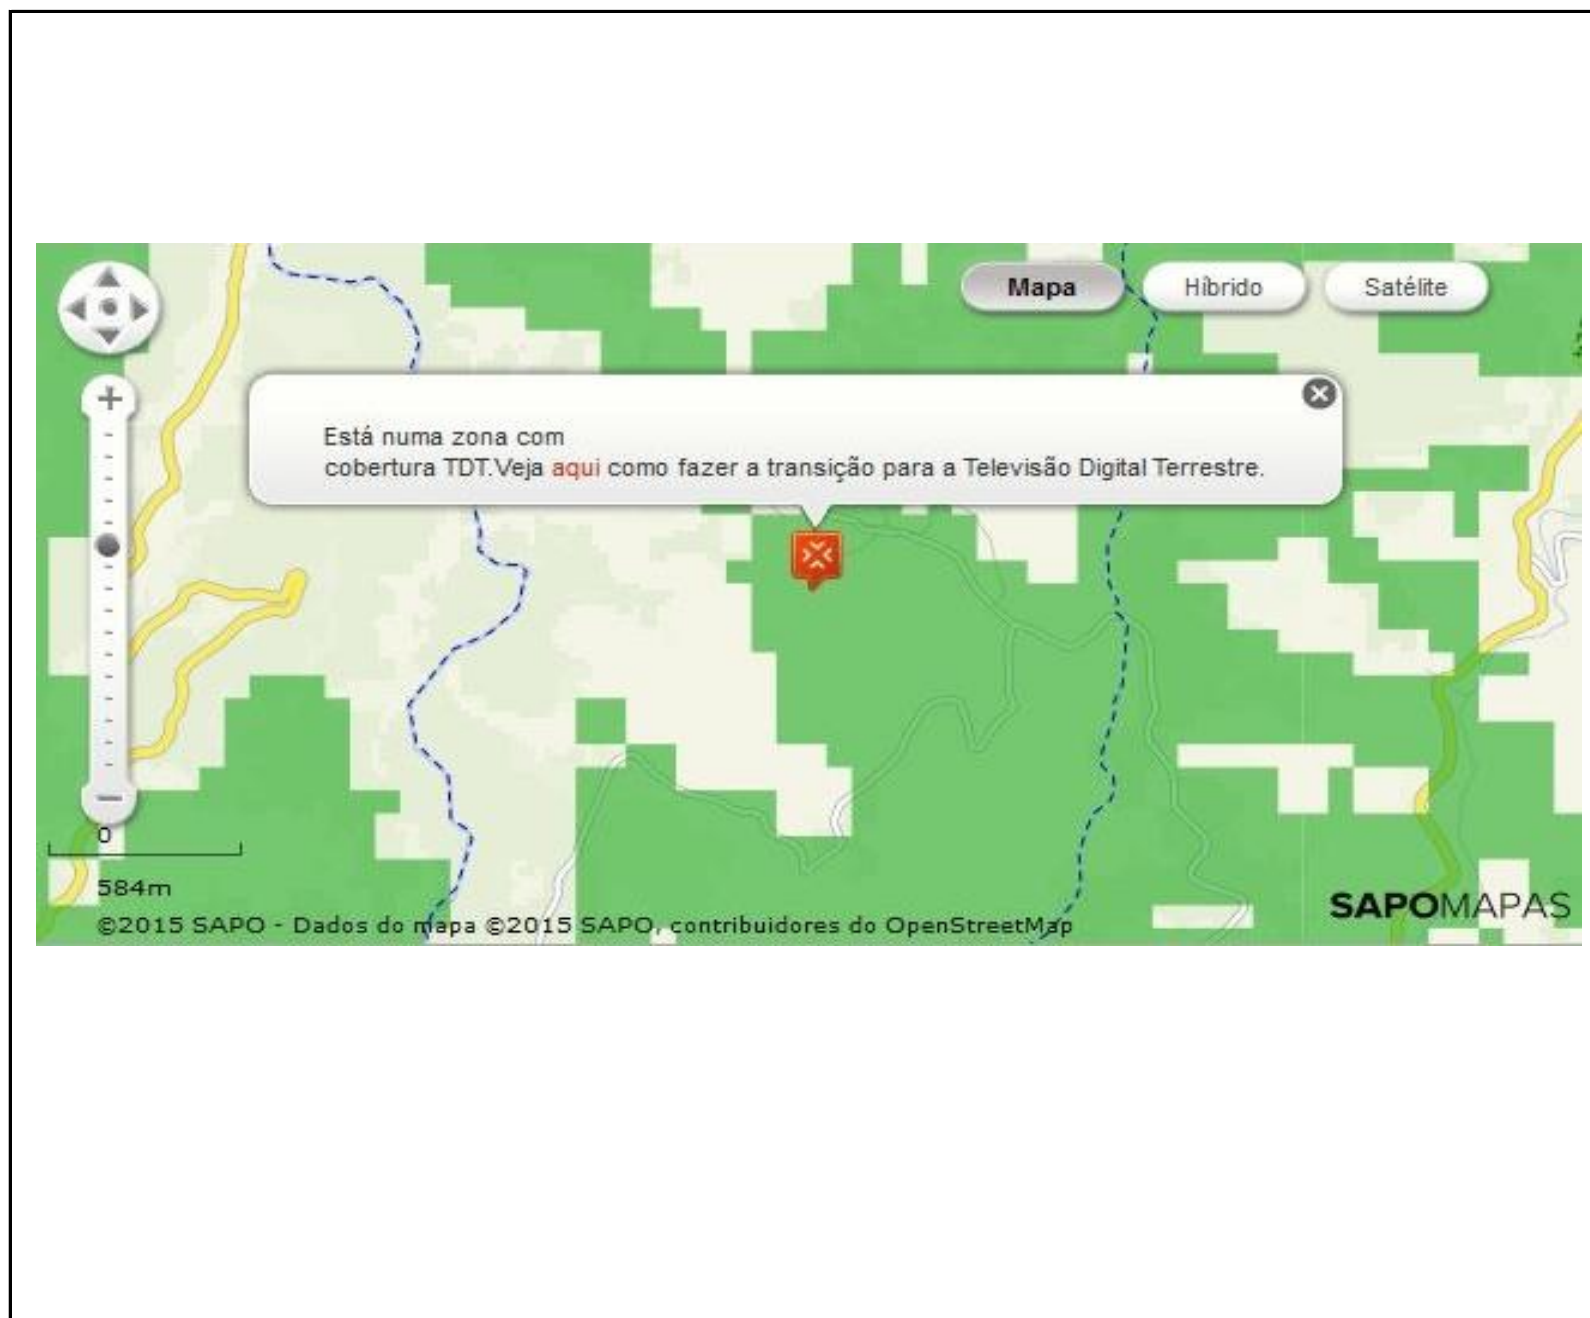 Mapa
Híbrido
Satélite
Está numa zona com
cobertura TDT.Veja aqui como fazer a transição para a Televisão Digital Terrestre.
0
584m
SAPOMAPAS
©2015 SAPO - Dados do mapa ©2015 SAPO, contribuidores do OpenStreetMap